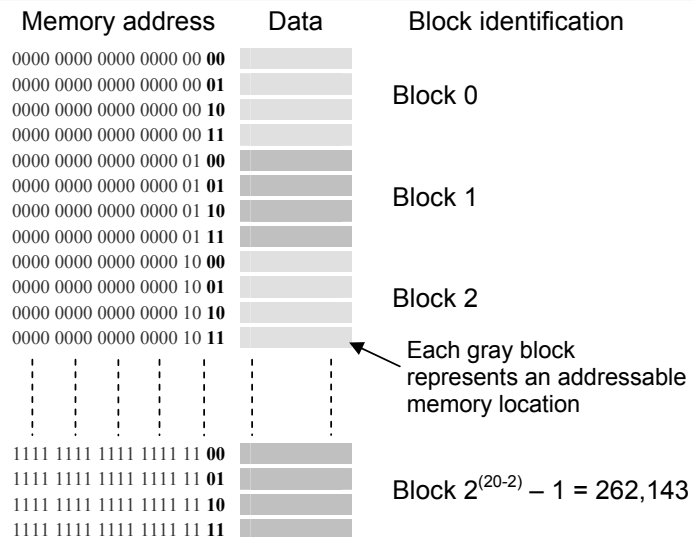 Memory address Data Block identification
0000 0000 0000 0000 00 00
0000 0000 0000 0000 00 01
0000 0000 0000 0000 00 10
0000 0000 0000 0000 00 11
Block 0
0000 0000 0000 0000 01 00
0000 0000 0000 0000 01 01
0000 0000 0000 0000 01 10
0000 0000 0000 0000 01 11
Block 1
0000 0000 0000 0000 10 00
0000 0000 0000 0000 10 01
0000 0000 0000 0000 10 10
0000 0000 0000 0000 10 11
Block 2
Each gray block
represents an addressable
memory location
1111 1111 1111 1111 11 00
1111 1111 1111 1111 11 01
1111 1111 1111 1111 11 10
1111 1111 1111 1111 11 11
Block 2^(20-2) – 1 = 262,143